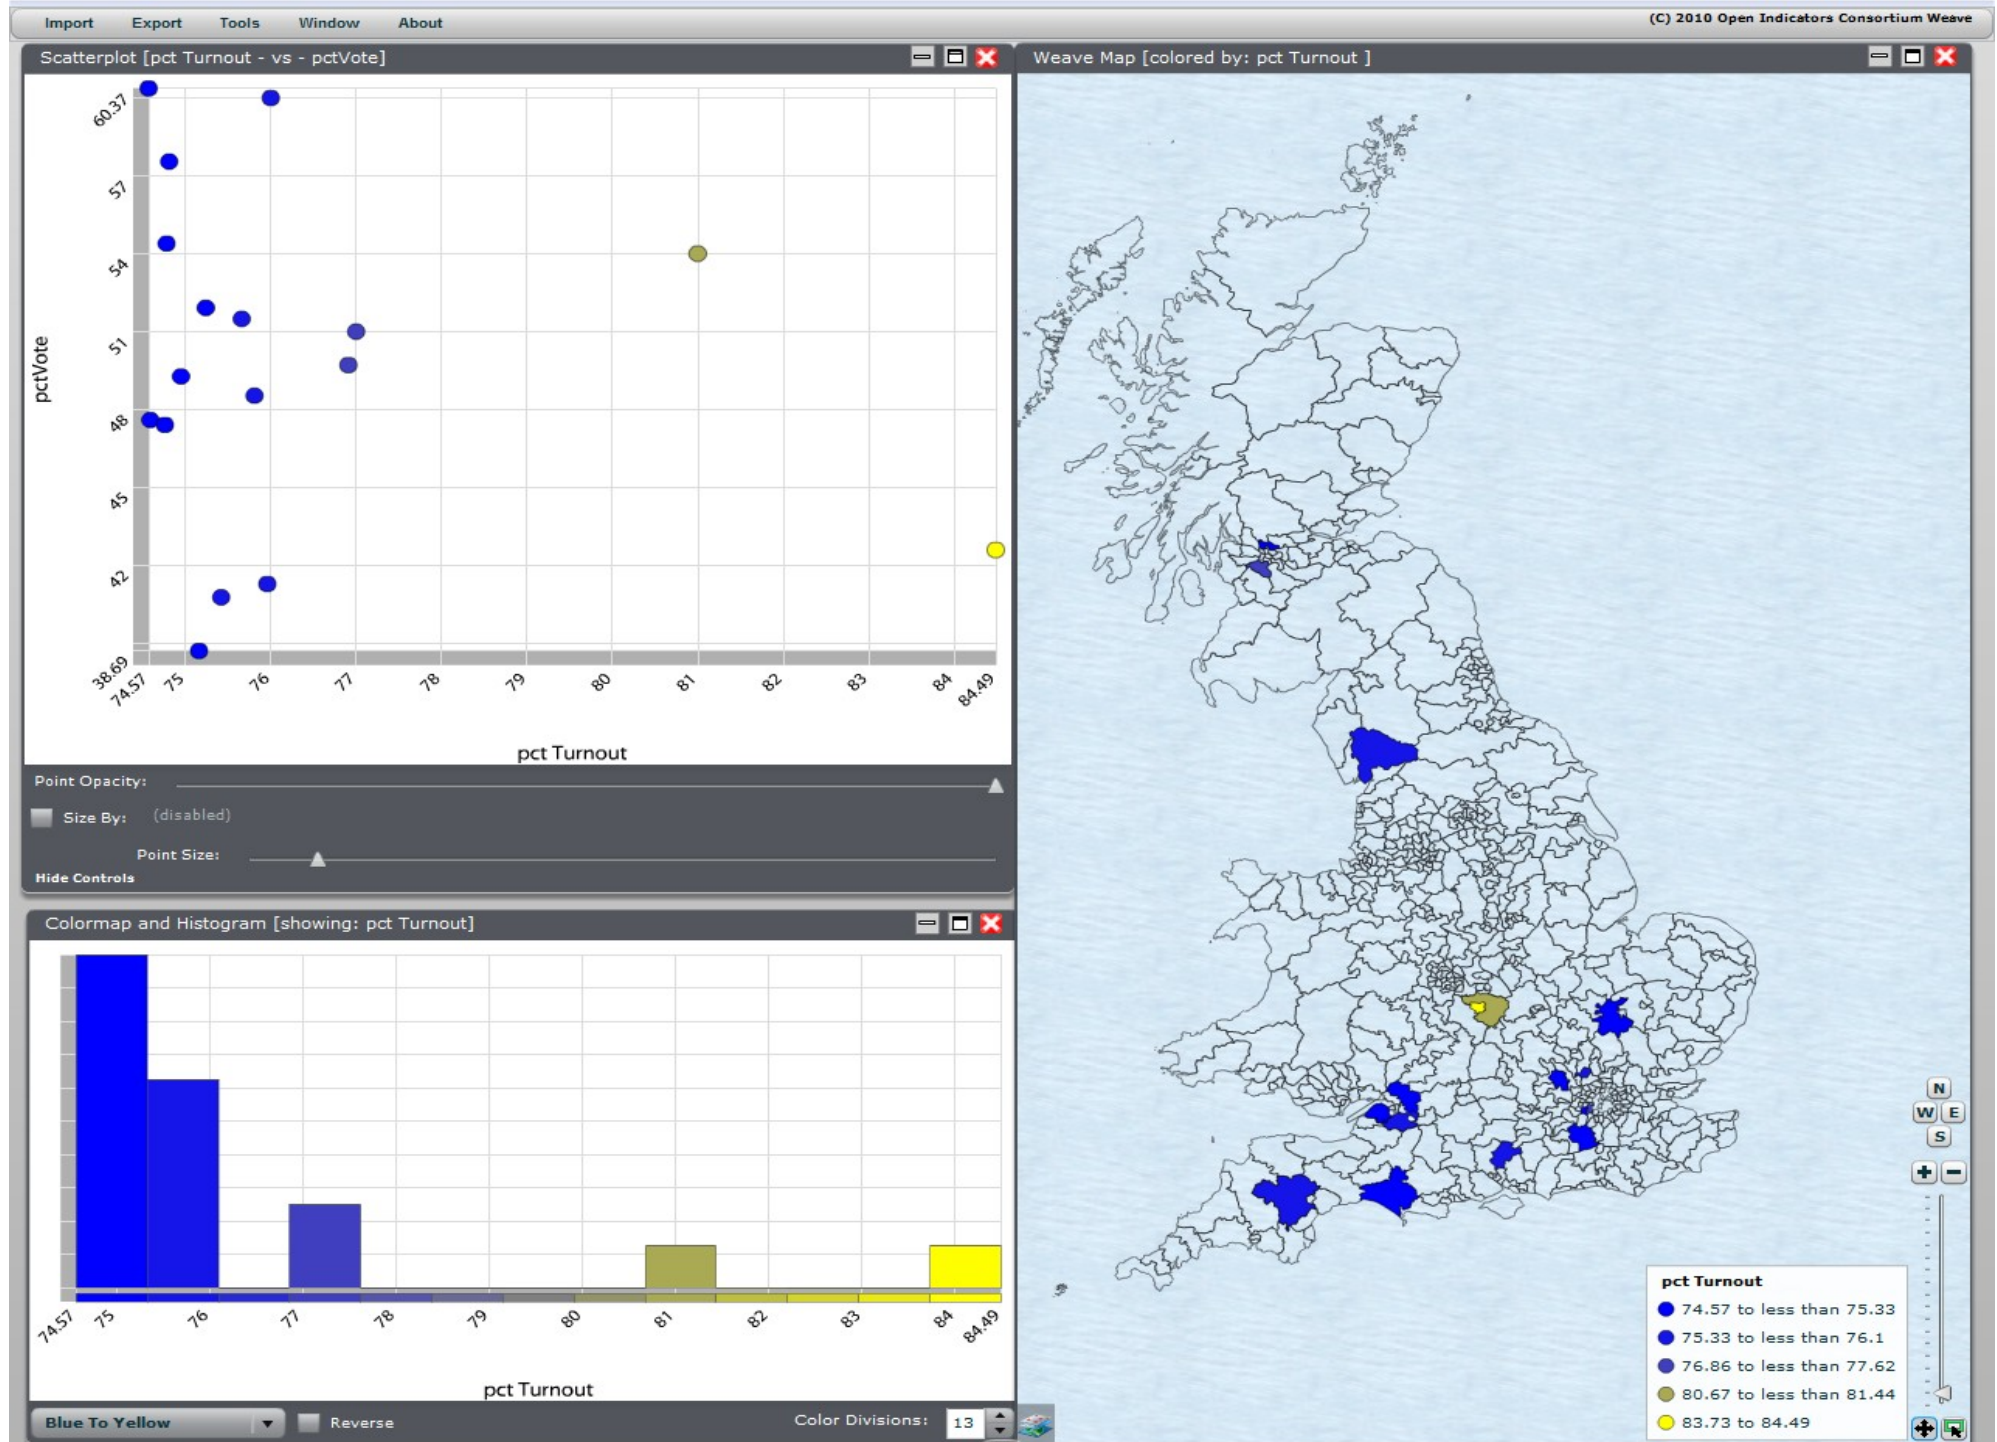 Import Export Tools Window About
(C) 2010 Open Indicators Consortium Weave
Scatterplot [pct Turnout - vs - pctVote]
60.37
57
54
51
48
45
42
38.69
pctVote
74.57 75 76 77 78 79 80 81 82 83 84 84.49
pct Turnout
Point Opacity:
Size By: (disabled)
Point Size:
Hide Controls
Colormap and Histogram [showing: pct Turnout]
74.57 75 76 77 78 79 80 81 82 83 84 84.49
pct Turnout
Blue To Yellow Reverse Color Divisions: 13
Weave Map [colored by: pct Turnout ]
N
W E
S
pct Turnout
74.57 to less than 75.33
75.33 to less than 76.1
76.86 to less than 77.62
80.67 to less than 81.44
83.73 to 84.49